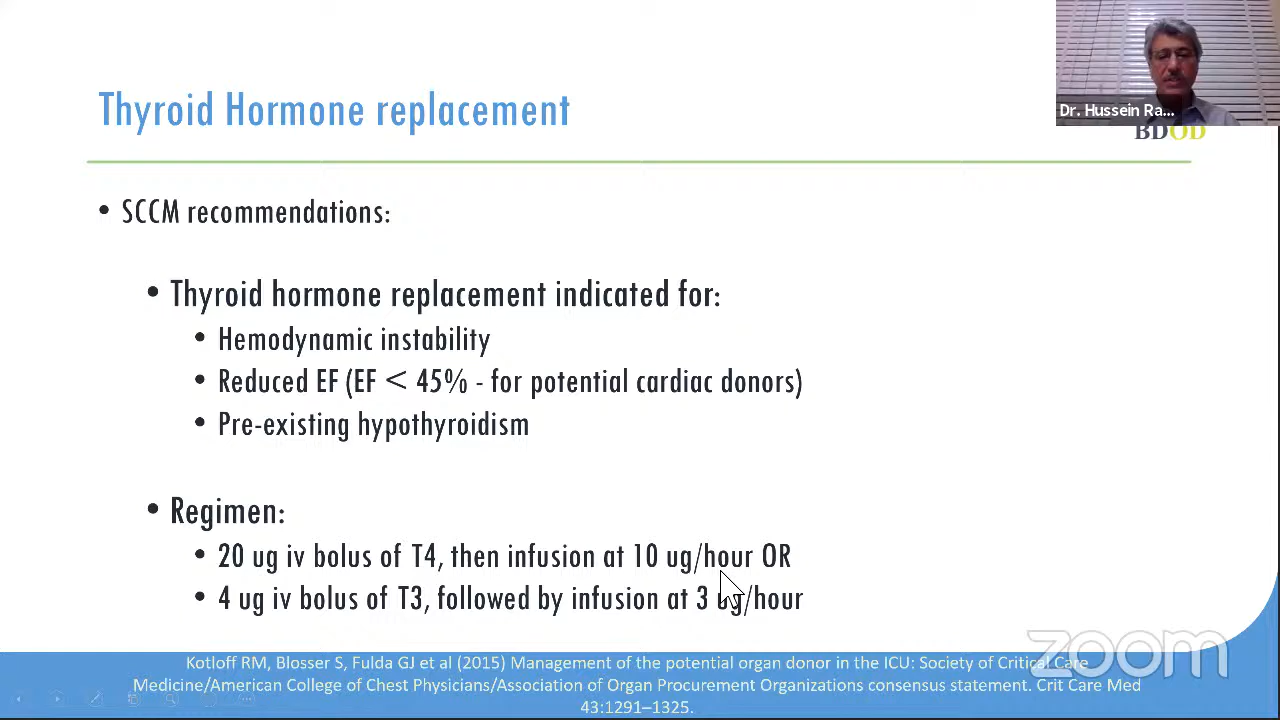 Dr. Hussein Ra...
BDOD
Thyroid Hormone replacement
• SCCM recommendations:
• Thyroid hormone replacement indicated for:
• Hemodynamic instability
• Reduced EF (EF < 45% - for potential cardiac donors)
• Pre-existing hypothyroidism
• Regimen:
• 20 ug iv bolus of T4, then infusion at 10 ug/hour OR
• 4 ug iv bolus of T3, followed by infusion at 3 ug/hour
zoom
Kotloff RM, Blosser S, Fulda GJ et al (2015) Management of the potential organ donor in the ICU: Society of Critical Care
Medicine/American College of Chest Physicians/Association of Organ Procurement Organizations consensus statement. Crit Care Med
43:1291–1325.